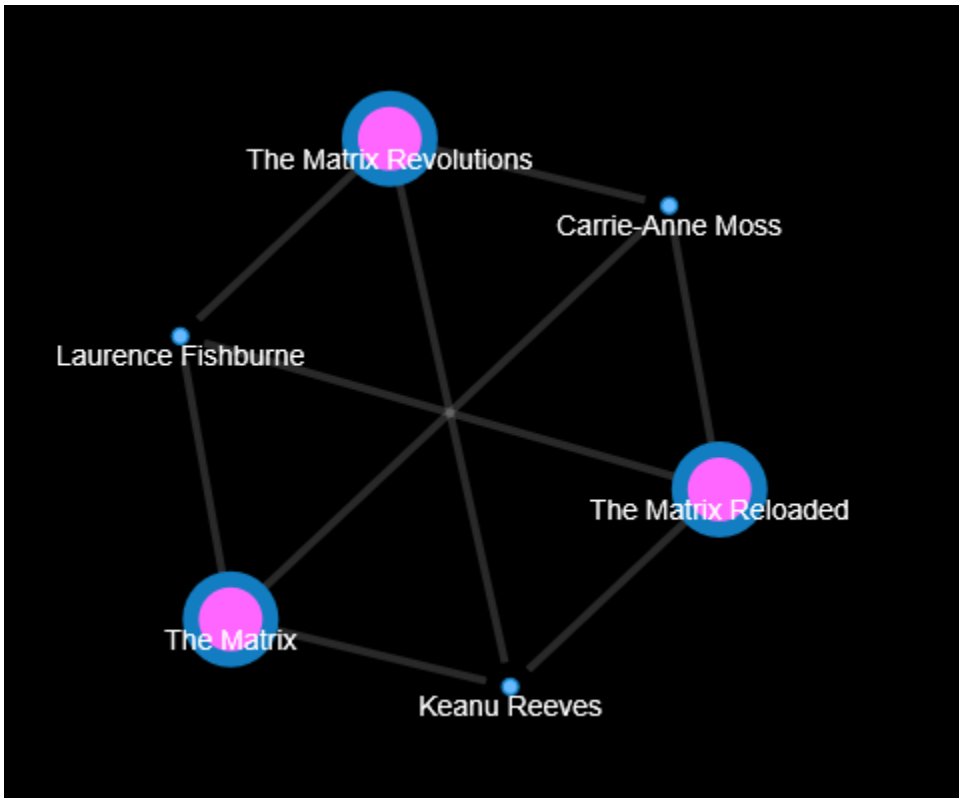 The Matrix Revolutions
Carrie-Anne Moss
Laurence Fishburne
The Matrix Reloaded
The Matrix
Keanu Reeves